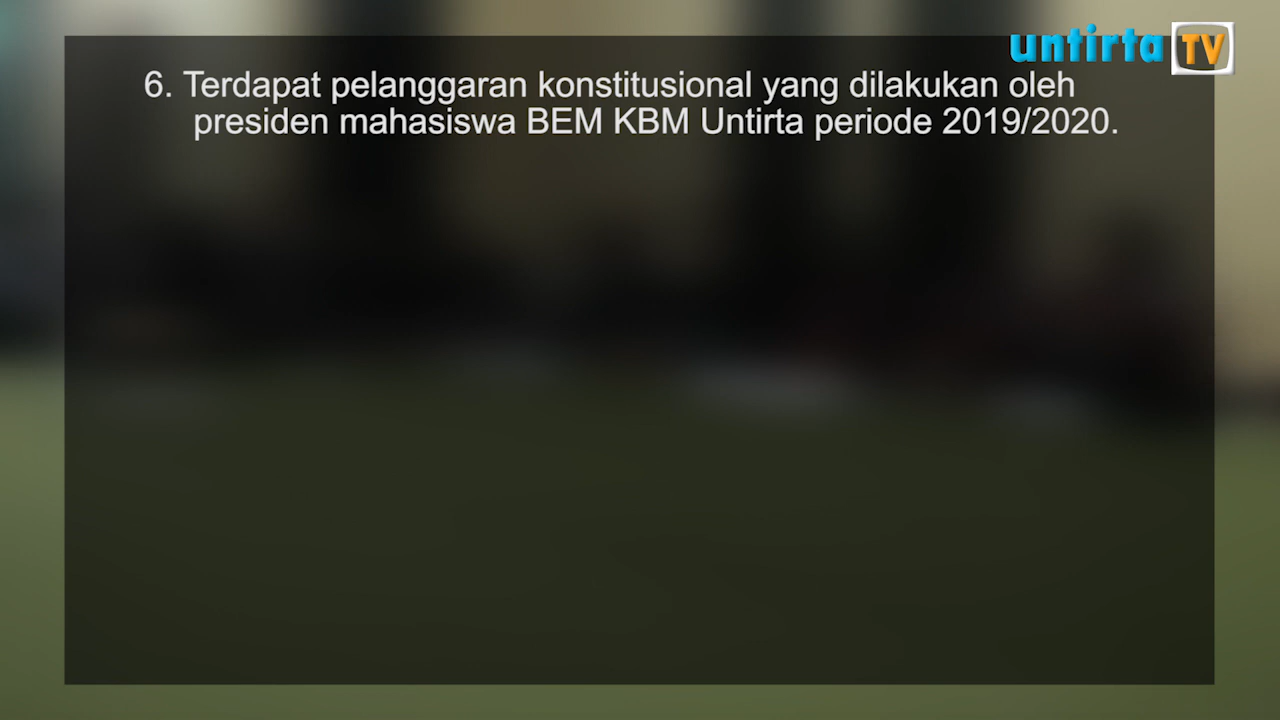 untirta TV
6. Terdapat pelanggaran konstitusional yang dilakukan oleh
presiden mahasiswa BEM KBM Untirta periode 2019/2020.